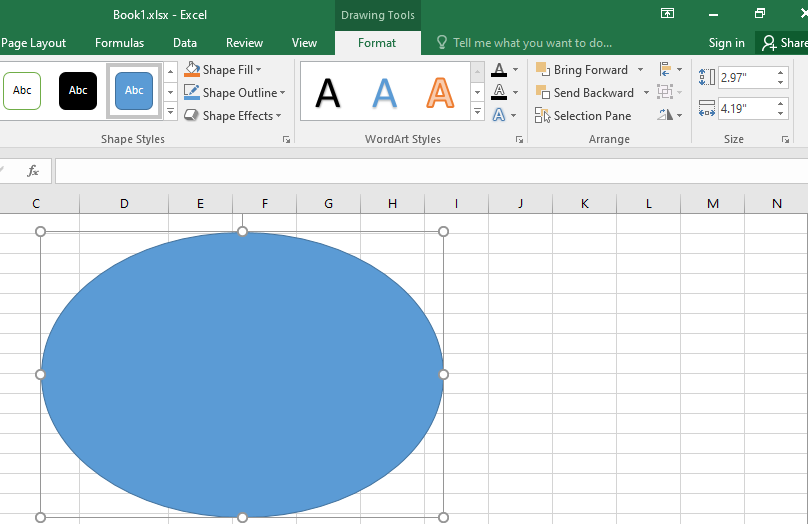 Book1.xlsx - Excel
Drawing Tools
Page Layout Formulas Data Review View Format Tell me what you want to do... Sign in Share
Abc Abc Abc
Shape Fill
Shape Outline
Shape Effects
Shape Styles
A A A
A
A
A
WordArt Styles
Bring Forward
Send Backward
Selection Pane
Arrange
2.97"
4.19"
Size
fx
C D E F G H I J K L M N